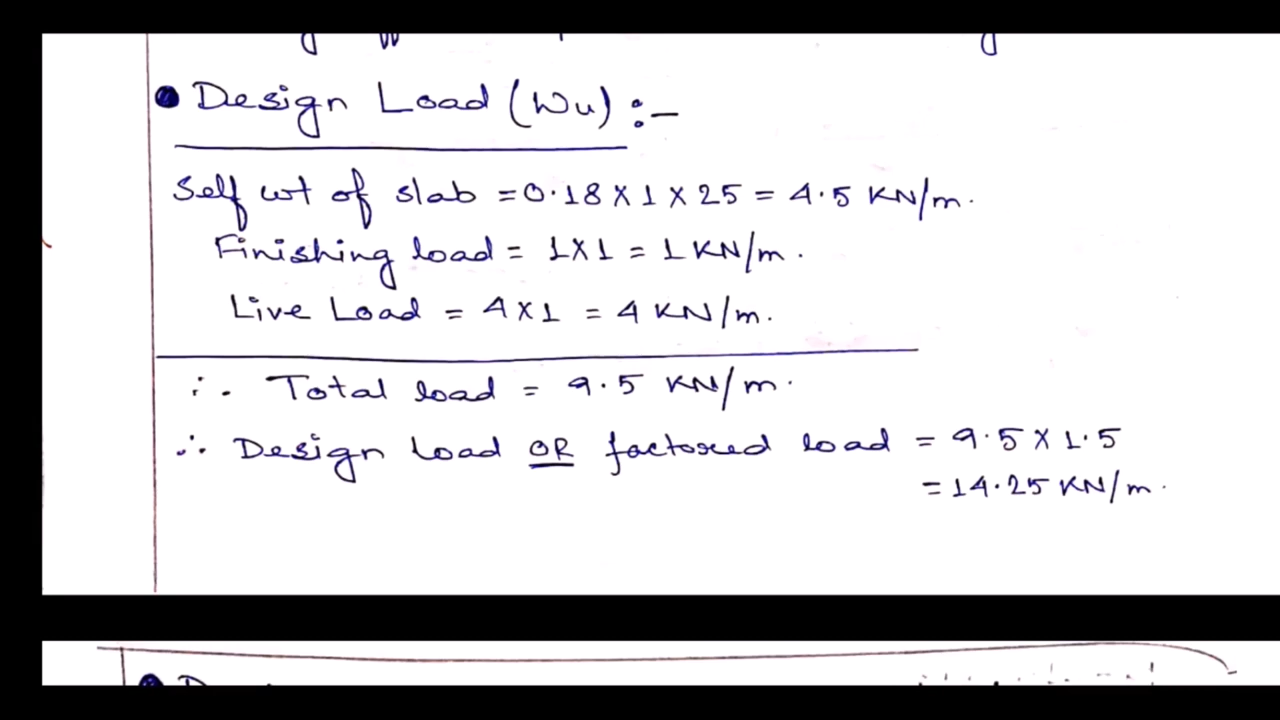 Design Load (Wu) :-
Self wt of slab = 0.18 X 1 X 25 = 4.5 KN/m.
Finishing load = 1X1 = 1 KN/m.
Live Load = 4X1 = 4 KN/m.
∴ Total load = 9.5 KN/m.
∴ Design load OR factored load = 9.5 X 1.5
= 14.25 KN/m.